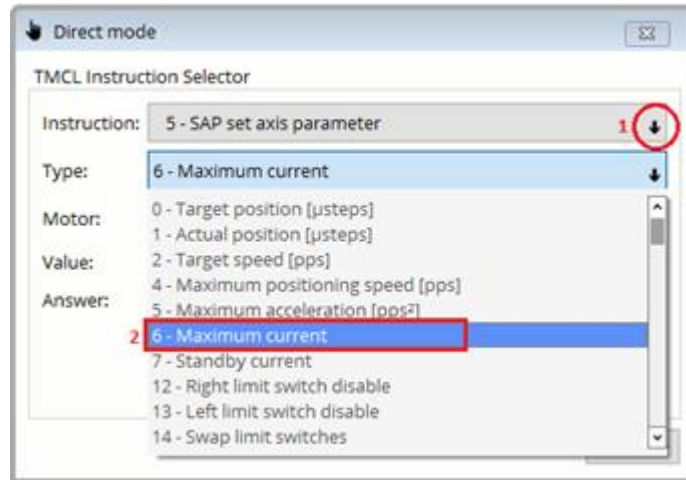 Direct mode
TMCL Instruction Selector
Instruction: 5 - SAP set axis parameter 1
Type: 6 - Maximum current
Motor: 0 - Target position [µsteps]
1 - Actual position [µsteps]
Value: 2 - Target speed [pps]
4 - Maximum positioning speed [pps]
Answer: 5 - Maximum acceleration [pps²]
2 6 - Maximum current
7 - Standby current
12 - Right limit switch disable
13 - Left limit switch disable
14 - Swap limit switches